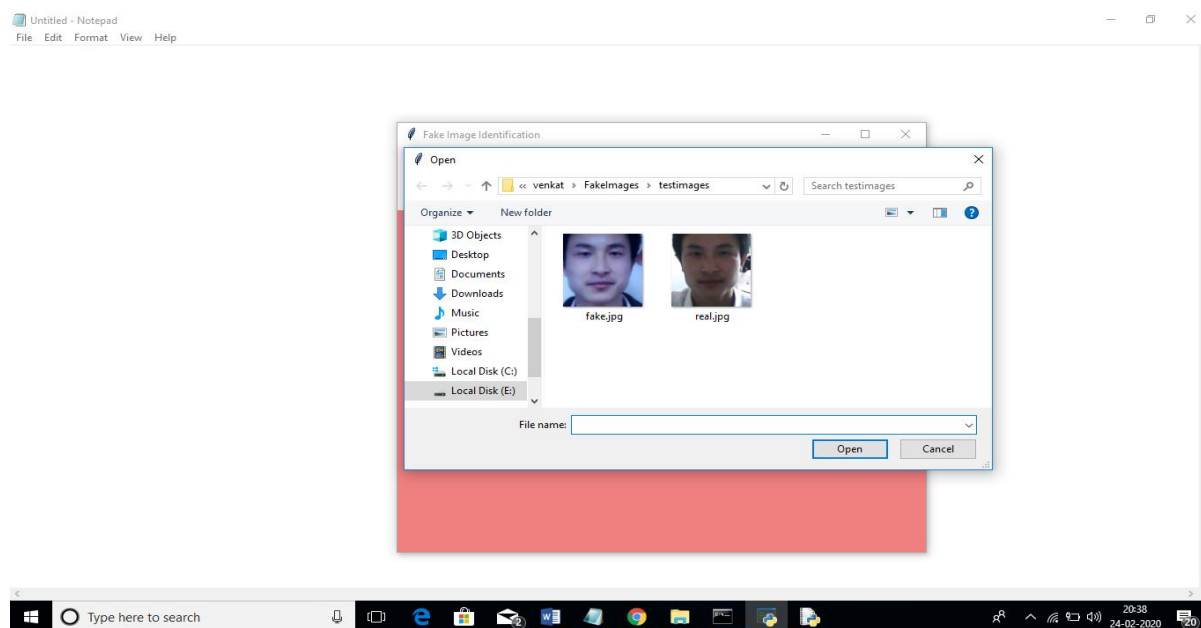 Untitled - Notepad
File Edit Format View Help
Fake Image Identification
Open
« venkat › FakeImages › testimages
Search testimages
Organize New folder
3D Objects
Desktop
Documents
Downloads
Music
Pictures
Videos
Local Disk (C:)
Local Disk (E:)
fake.jpg real.jpg
File name:
Open Cancel
Type here to search
20:38
24-02-2020
2
20